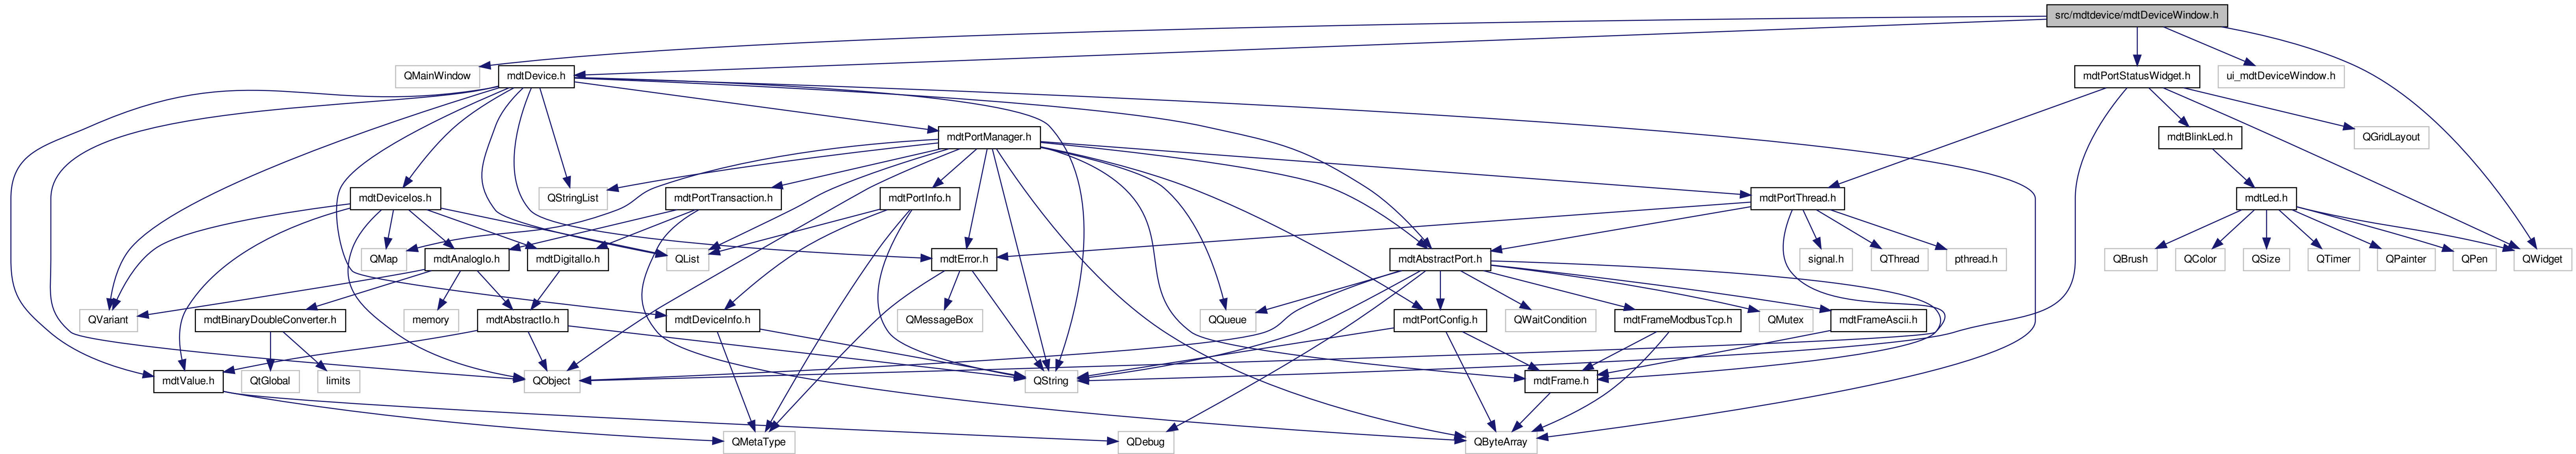 src/mdtdevice/mdtDeviceWindow.h
QMainWindow
mdtDevice.h
mdtPortStatusWidget.h
ui_mdtDeviceWindow.h
mdtPortManager.h
mdtBlinkLed.h
QGridLayout
mdtDeviceIos.h
QStringList
mdtPortTransaction.h
mdtPortInfo.h
mdtPortThread.h
mdtLed.h
QMap
mdtAnalogIo.h
mdtDigitalIo.h
QList
mdtError.h
mdtAbstractPort.h
signal.h
QThread
pthread.h
QBrush
QColor
QSize
QTimer
QPainter
QPen
QWidget
QVariant
mdtBinaryDoubleConverter.h
memory
mdtAbstractIo.h
mdtDeviceInfo.h
QMessageBox
QQueue
mdtPortConfig.h
QWaitCondition
mdtFrameModbusTcp.h
QMutex
mdtFrameAscii.h
mdtValue.h
QtGlobal
limits
QObject
QString
mdtFrame.h
QMetaType
QDebug
QByteArray